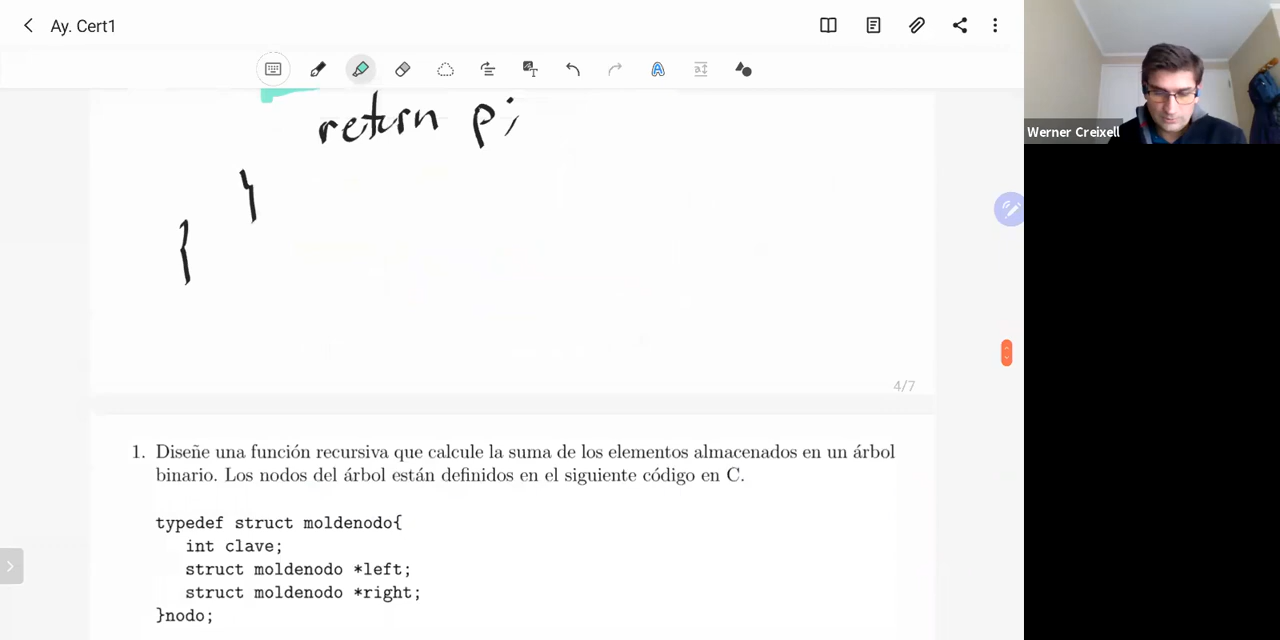 Ay. Cert1
return p;
}
}
Werner Creixell
4/7
1. Diseñe una función recursiva que calcule la suma de los elementos almacenados en un árbol
binario. Los nodos del árbol están definidos en el siguiente código en C.
typedef struct moldenodo{
int clave;
struct moldenodo *left;
struct moldenodo *right;
}nodo;